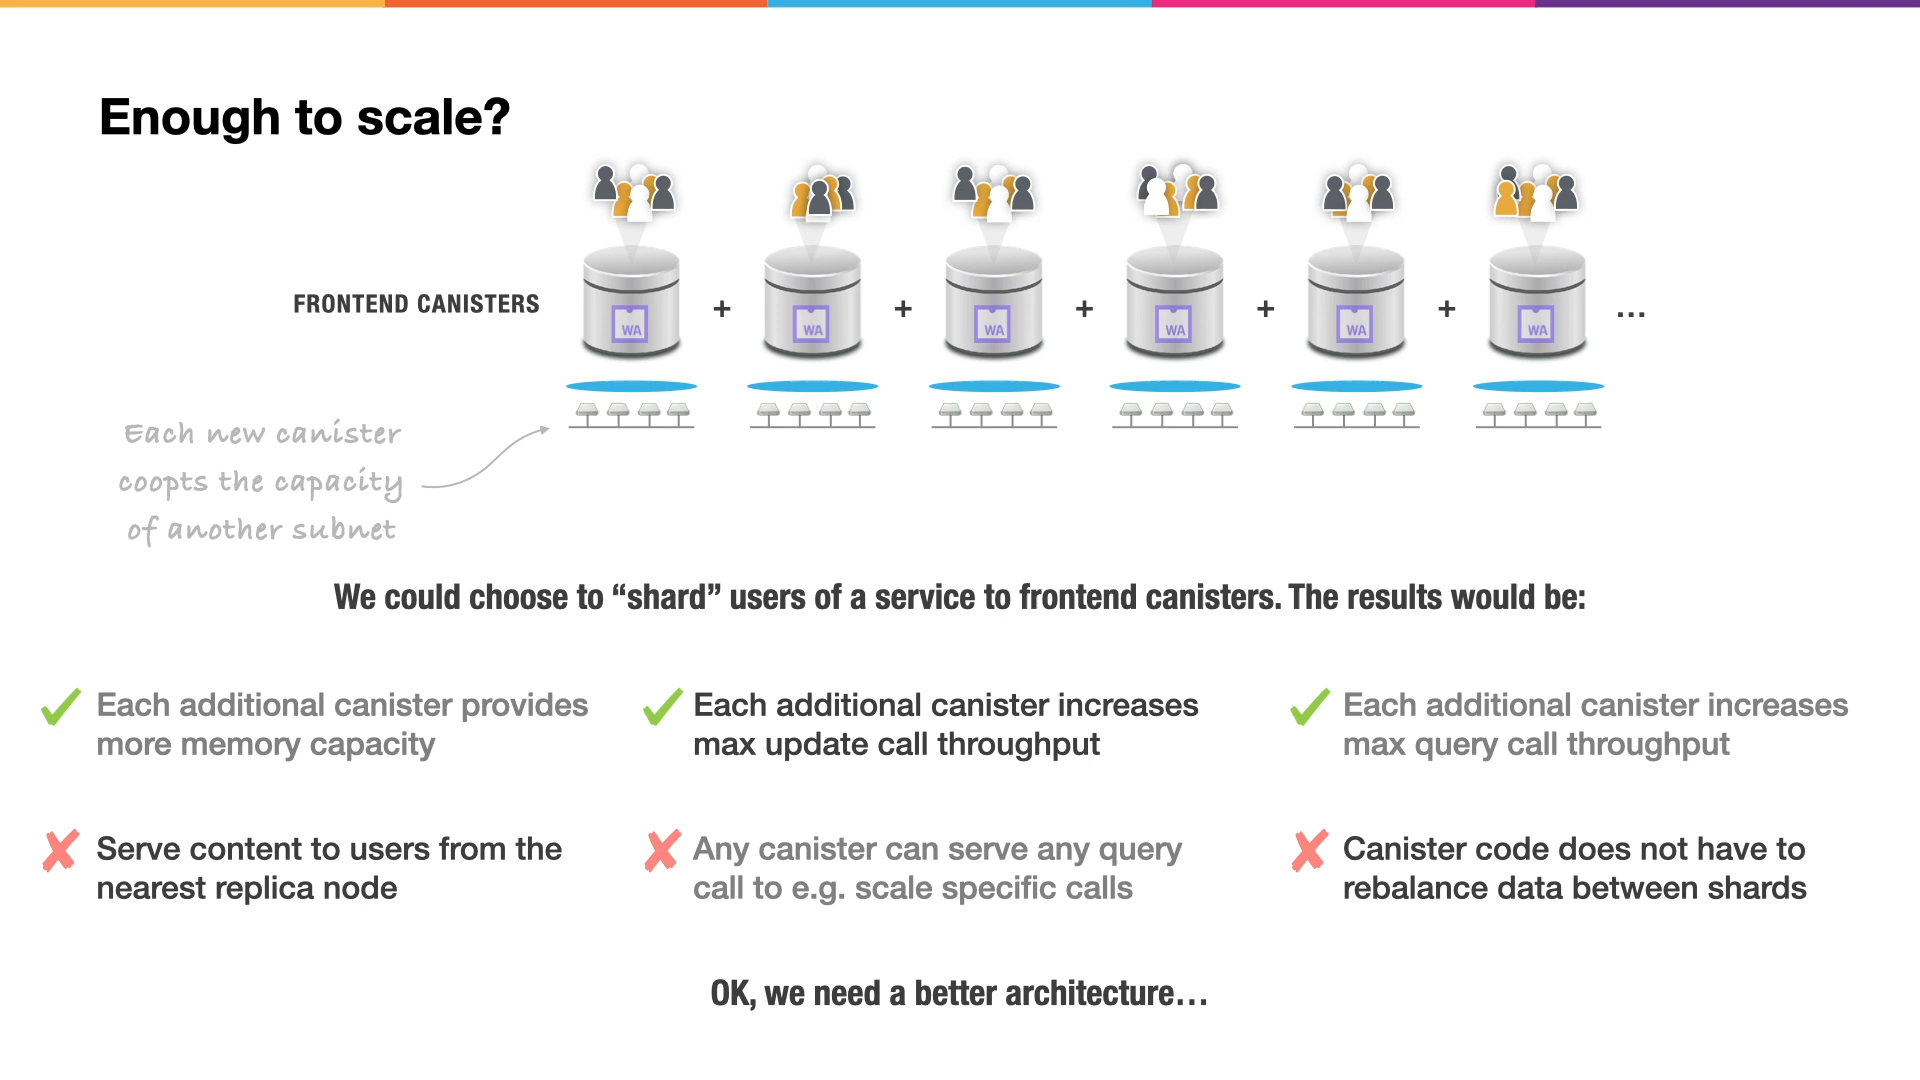 Enough to scale?
FRONTEND CANISTERS
WA + WA + WA + WA + WA + WA ...
Each new canister
coopts the capacity
of another subnet
We could choose to “shard” users of a service to frontend canisters. The results would be:
Each additional canister provides
more memory capacity
Each additional canister increases
max update call throughput
Each additional canister increases
max query call throughput
Serve content to users from the
nearest replica node
Any canister can serve any query
call to e.g. scale specific calls
Canister code does not have to
rebalance data between shards
OK, we need a better architecture…